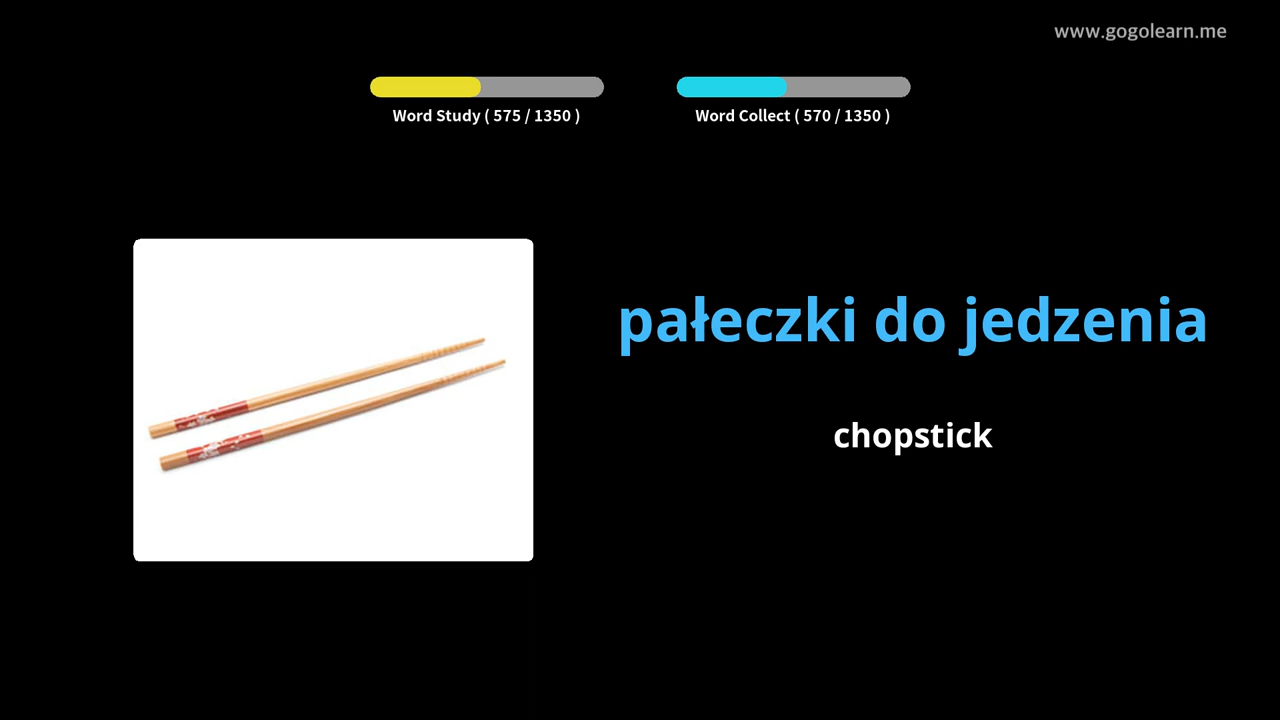 www.gogolearn.me
Word Study ( 575 / 1350 )
Word Collect ( 570 / 1350 )
pałeczki do jedzenia
chopstick